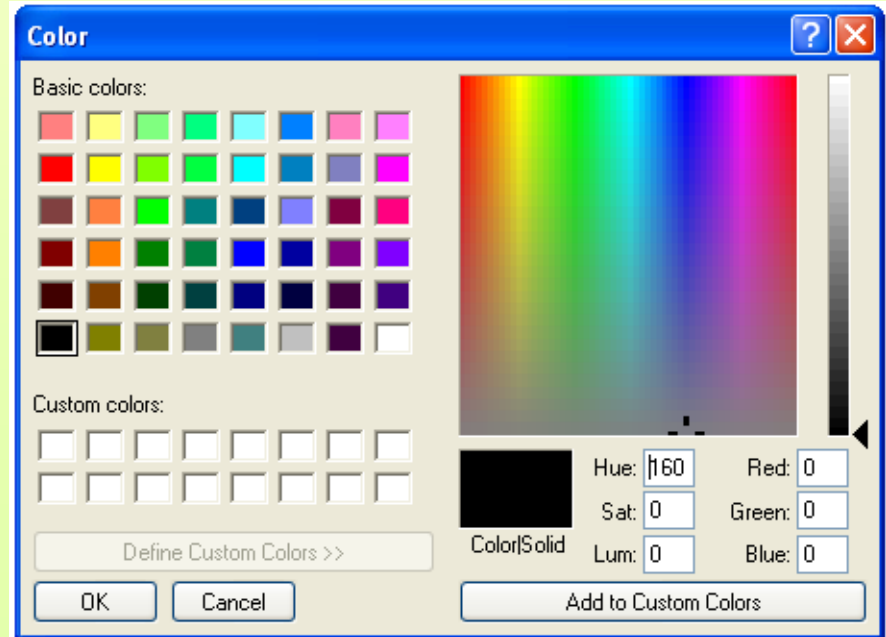 Color
Basic colors:
Custom colors:
Define Custom Colors >>
OK
Cancel
Color|Solid
Hue: 160
Sat: 0
Lum: 0
Red: 0
Green: 0
Blue: 0
Add to Custom Colors